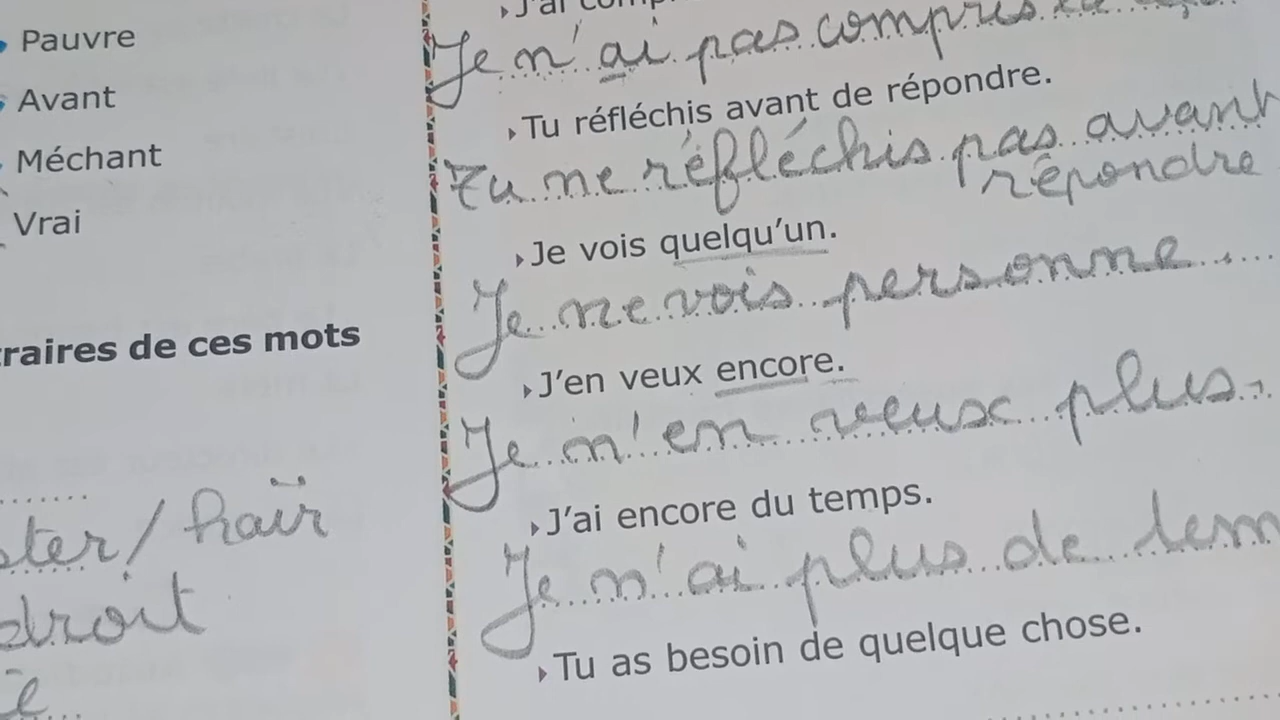 Pauvre
Avant
Méchant
Vrai
traires de ces mots
ster / haïr
droit
J'ai
Je n'ai pas compris
Tu réfléchis avant de répondre.
Tu ne réfléchis pas avant
répondre
Je vois quelqu'un.
Je ne vois personne.
J'en veux encore.
Je n'en veux plus.
J'ai encore du temps.
Je n'ai plus de tem
Tu as besoin de quelque chose.